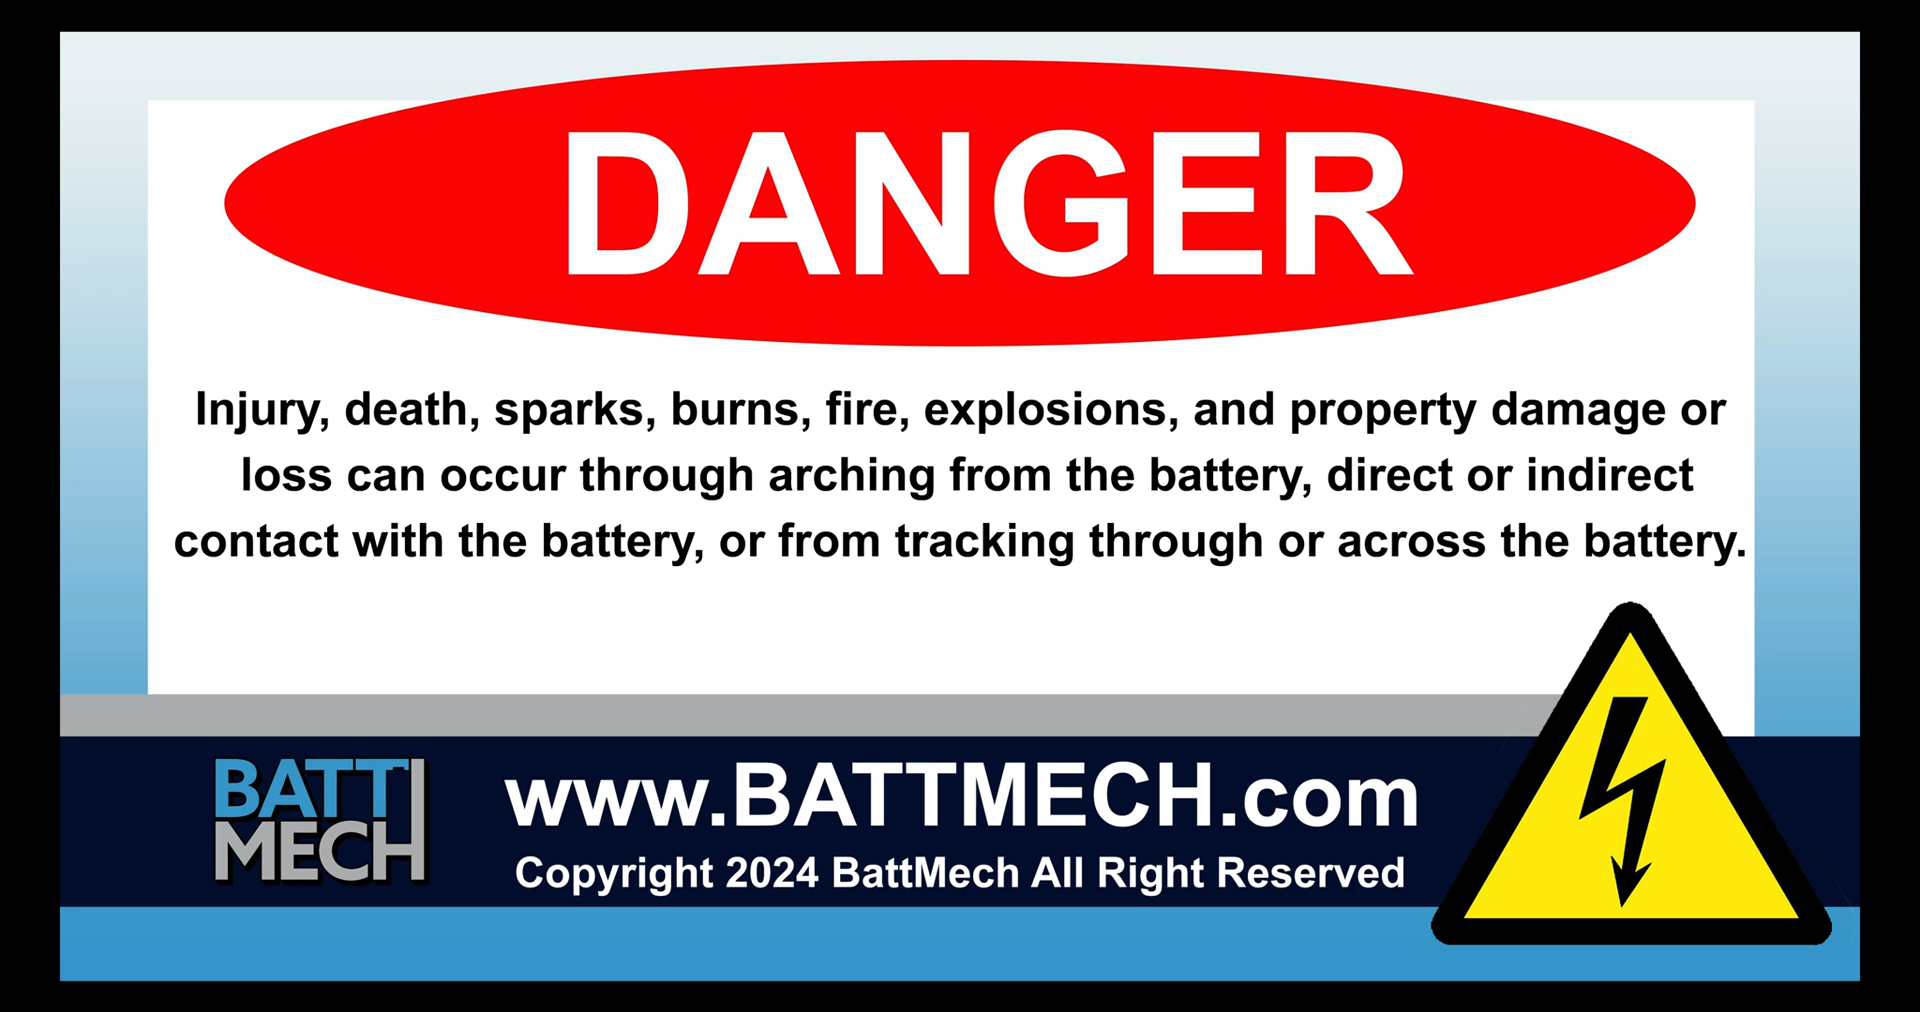 DANGER
Injury, death, sparks, burns, fire, explosions, and property damage or
loss can occur through arching from the battery, direct or indirect
contact with the battery, or from tracking through or across the battery.
BATT
MECH
www.BATTMECH.com
Copyright 2024 BattMech All Right Reserved